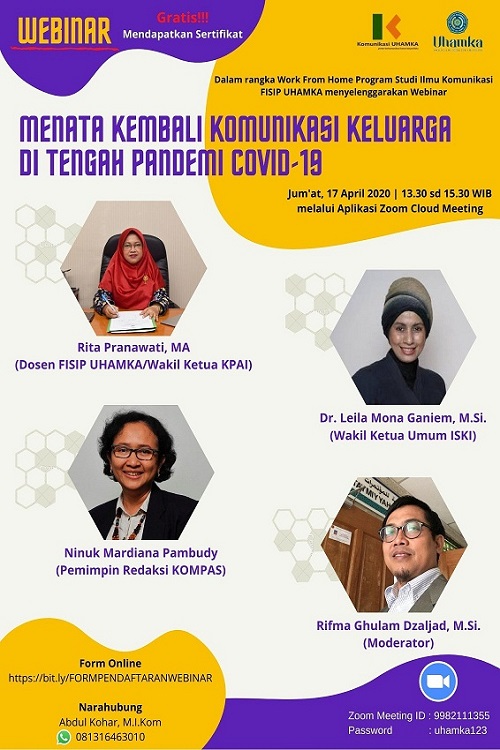 WEBINAR
Gratis!!!
Mendapatkan Sertifikat
Komunikasi UHAMKA
Uhamka
Dalam rangka Work From Home Program Studi Ilmu Komunikasi
FISIP UHAMKA menyelenggarakan Webinar
MENATA KEMBALI KOMUNIKASI KELUARGA
DI TENGAH PANDEMI COVID-19
Jum'at, 17 April 2020 | 13.30 sd 15.30 WIB
melalui Aplikasi Zoom Cloud Meeting
Rita Pranawati, MA
(Dosen FISIP UHAMKA/Wakil Ketua KPAI)
Dr. Leila Mona Ganiem, M.Si.
(Wakil Ketua Umum ISKI)
Ninuk Mardiana Pambudy
(Pemimpin Redaksi KOMPAS)
Rifma Ghulam Dzaljad, M.Si.
(Moderator)
Form Online
https://bit.ly/FORMPENDAFTARANWEBINAR
Narahubung
Abdul Kohar, M.I.Kom
081316463010
Zoom Meeting ID : 9982111355
Password : uhamka123